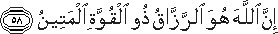 إِنَّ ٱللَّهَ هُوَ ٱلرَّزَّاقُ ذُو ٱلْقُوَّةِ ٱلْمَتِينُ ٥٨